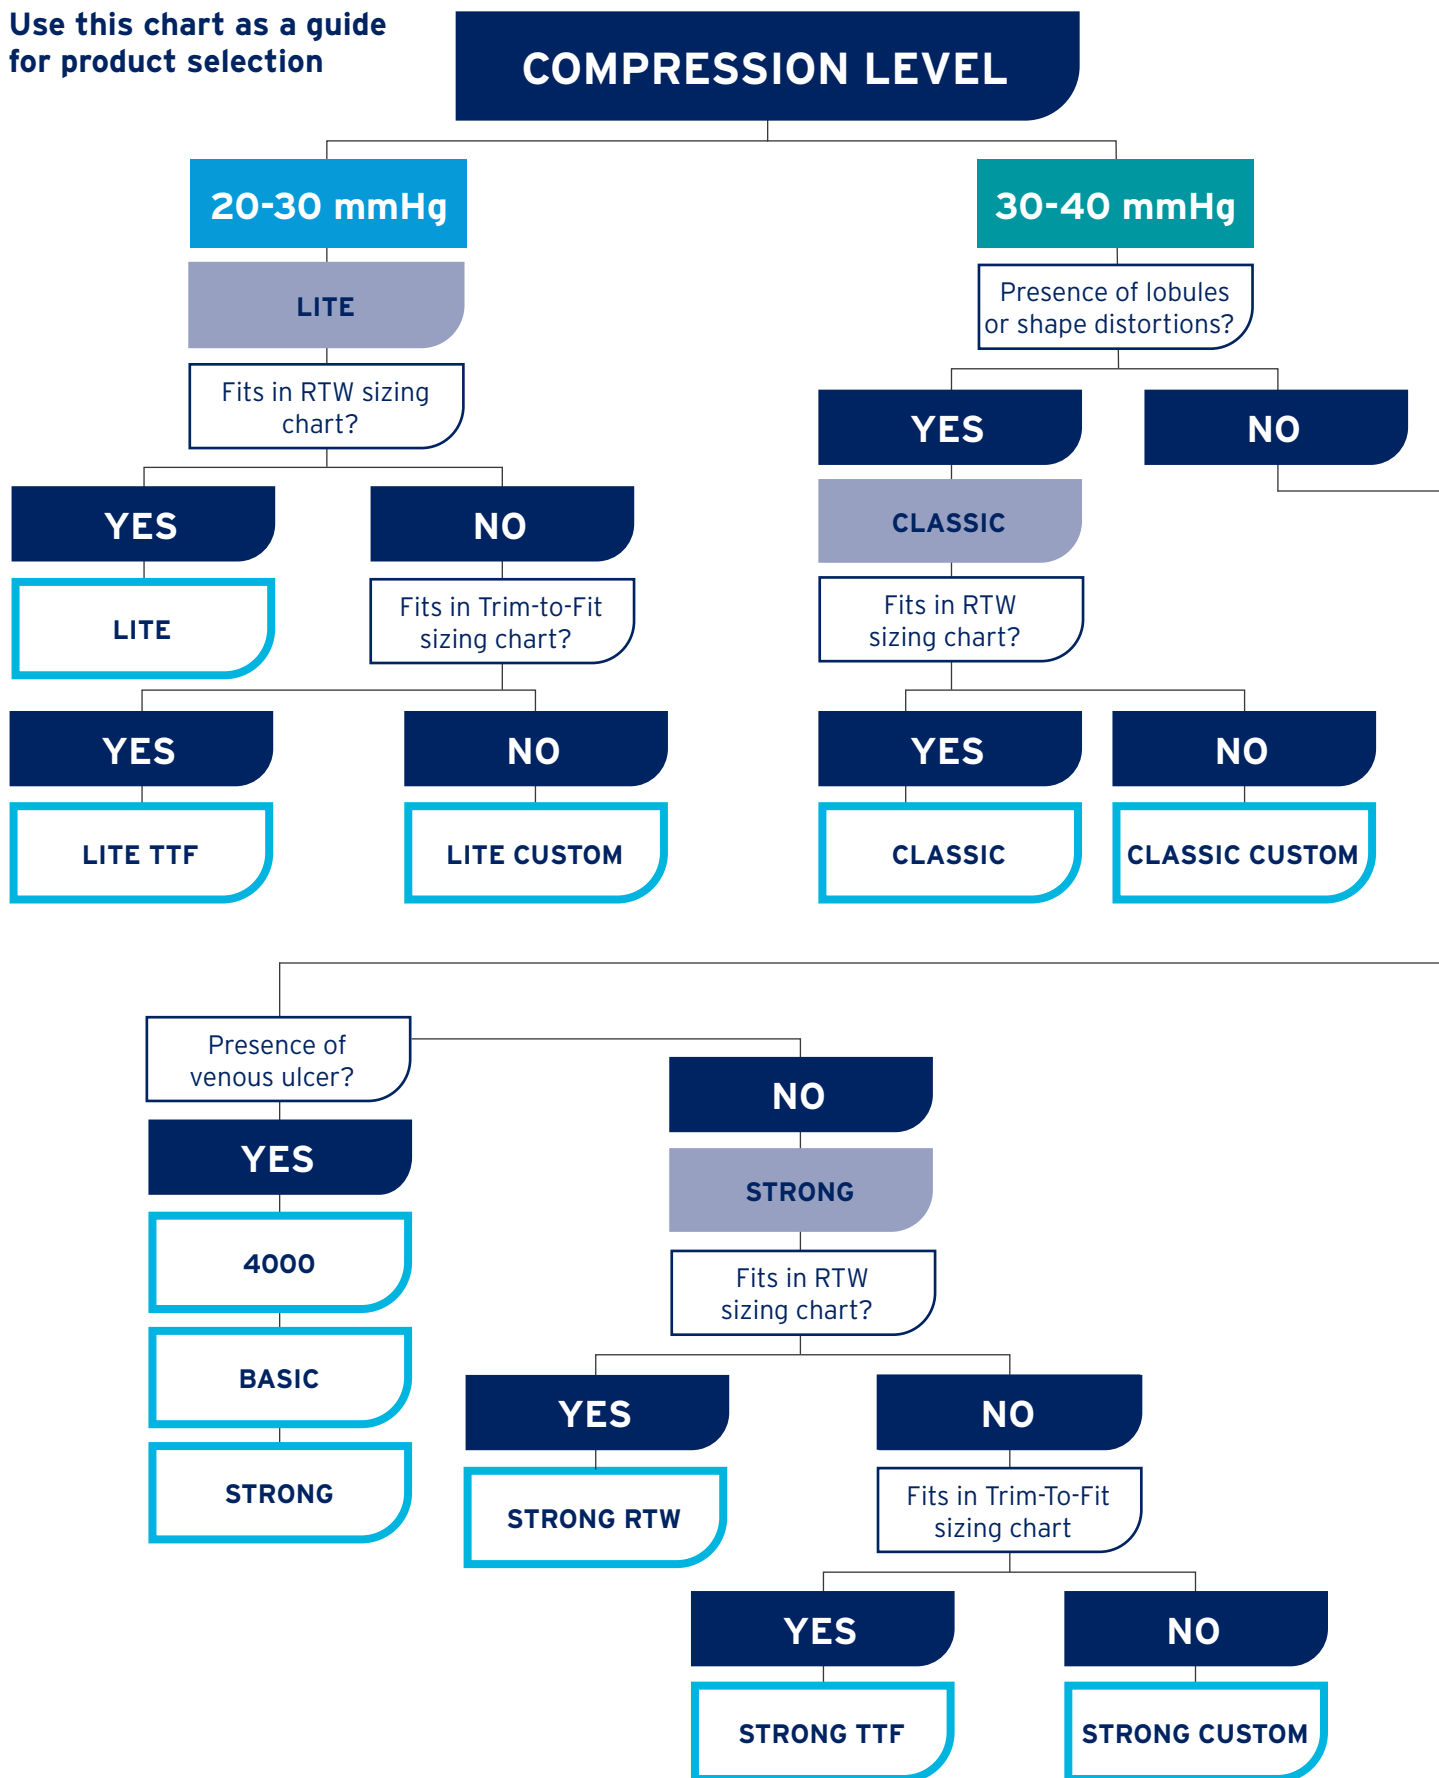 Use this chart as a guide
for product selection
COMPRESSION LEVEL
20-30 mmHg
30-40 mmHg
LITE
Presence of lobules
or shape distortions?
Fits in RTW sizing
chart?
YES
NO
YES
NO
CLASSIC
LITE
Fits in Trim-to-Fit
sizing chart?
Fits in RTW
sizing chart?
YES
NO
YES
NO
LITE TTF
LITE CUSTOM
CLASSIC
CLASSIC CUSTOM
Presence of
venous ulcer?
NO
YES
STRONG
4000
Fits in RTW
sizing chart?
BASIC
YES
NO
STRONG
STRONG RTW
Fits in Trim-To-Fit
sizing chart
YES
NO
STRONG TTF
STRONG CUSTOM